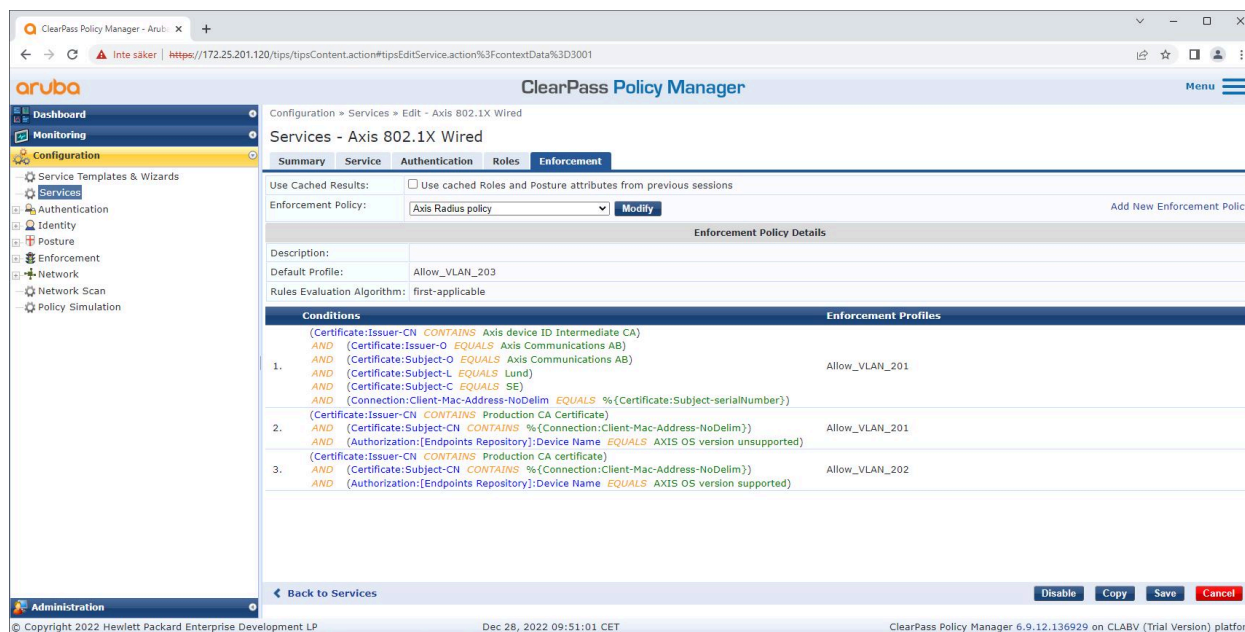 ClearPass Policy Manager - Arub
Inte säker | https://172.25.201.120/tips/tipsContent.action#tipsEditService.action%3FcontextData%3D3001
aruba
ClearPass Policy Manager
Menu
Dashboard
Monitoring
Configuration
Service Templates & Wizards
Services
Authentication
Identity
Posture
Enforcement
Network
Network Scan
Policy Simulation
Administration
Configuration » Services » Edit - Axis 802.1X Wired
Services - Axis 802.1X Wired
Summary Service Authentication Roles Enforcement
Use Cached Results: Use cached Roles and Posture attributes from previous sessions
Enforcement Policy: Axis Radius policy Modify Add New Enforcement Polic
Enforcement Policy Details
Description:
Default Profile: Allow_VLAN_203
Rules Evaluation Algorithm: first-applicable
Conditions Enforcement Profiles
(Certificate:Issuer-CN CONTAINS Axis device ID Intermediate CA)
AND (Certificate:Issuer-O EQUALS Axis Communications AB)
AND (Certificate:Subject-O EQUALS Axis Communications AB)
1. Allow_VLAN_201
AND (Certificate:Subject-L EQUALS Lund)
AND (Certificate:Subject-C EQUALS SE)
AND (Connection:Client-Mac-Address-NoDelim EQUALS %{Certificate:Subject-serialNumber})
(Certificate:Issuer-CN CONTAINS Production CA Certificate)
2. AND (Certificate:Subject-CN CONTAINS %{Connection:Client-Mac-Address-NoDelim}) Allow_VLAN_201
AND (Authorization:[Endpoints Repository]:Device Name EQUALS AXIS OS version unsupported)
(Certificate:Issuer-CN CONTAINS Production CA certificate)
3. AND (Certificate:Subject-CN CONTAINS %{Connection:Client-Mac-Address-NoDelim}) Allow_VLAN_202
AND (Authorization:[Endpoints Repository]:Device Name EQUALS AXIS OS version supported)
Back to Services Disable Copy Save Cancel
© Copyright 2022 Hewlett Packard Enterprise Development LP Dec 28, 2022 09:51:01 CET ClearPass Policy Manager 6.9.12.136929 on CLABV (Trial Version) platfor